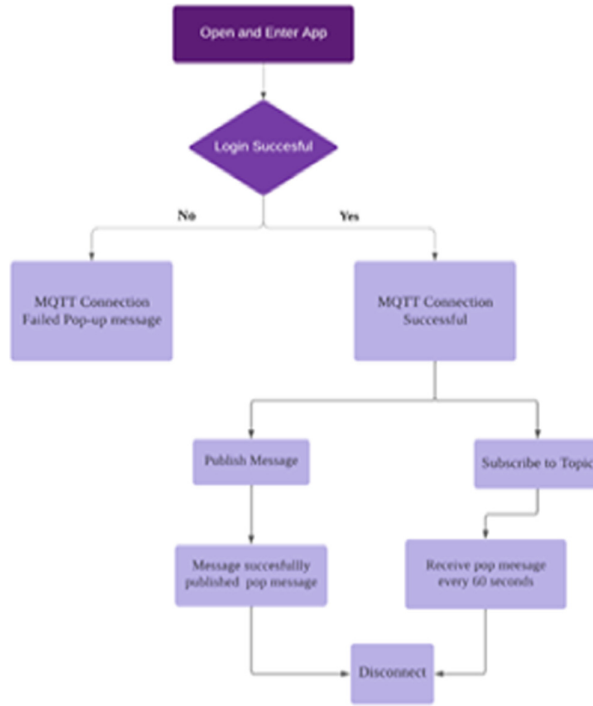 Open and Enter App
Login Succesful
No
Yes
MQTT Connection
Failed Pop-up message
MQTT Connection
Successful
Publish Message
Subscribe to Topic
Message succesfullly
published pop message
Receive pop meesage
every 60 seconds
Disconnect